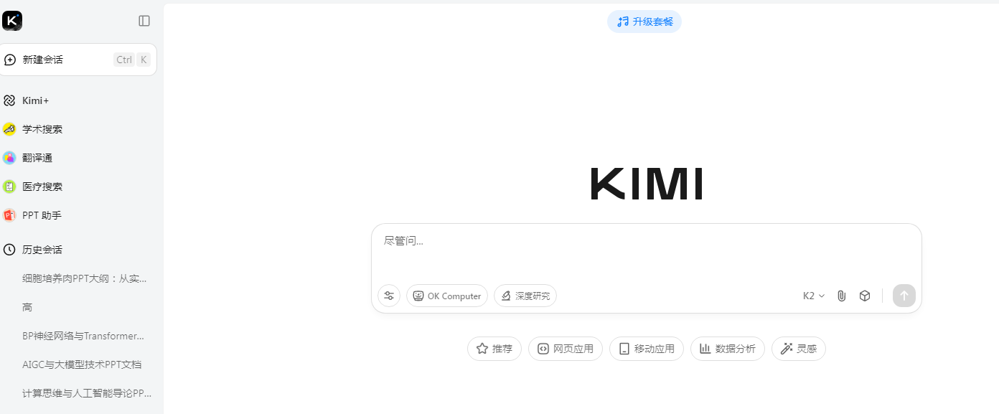 K
升级套餐
新建会话 Ctrl K
Kimi+
学术搜索
翻译通
医疗搜索
PPT 助手
历史会话
细胞培养肉PPT大纲：从实...
高
BP神经网络与Transformer...
AIGC与大模型技术PPT文档
计算思维与人工智能导论PP...
KIMI
尽管问...
OK Computer 深度研究 K2
推荐 网页应用 移动应用 数据分析 灵感